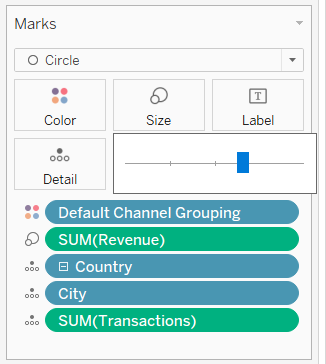 Marks
Circle
Color
Size
Label
T
Detail
Default Channel Grouping
SUM(Revenue)
Country
City
SUM(Transactions)